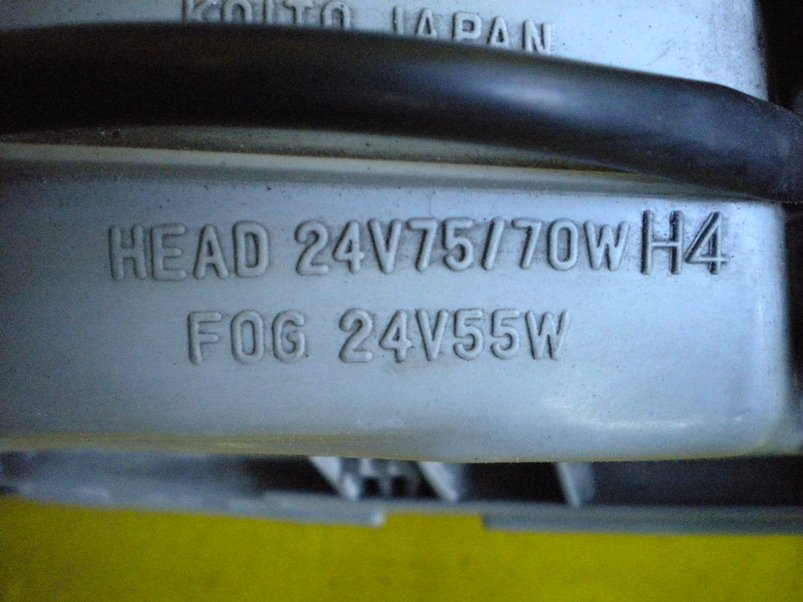 KOITO JAPAN
HEAD 24V75/70W H4
FOG 24V55W